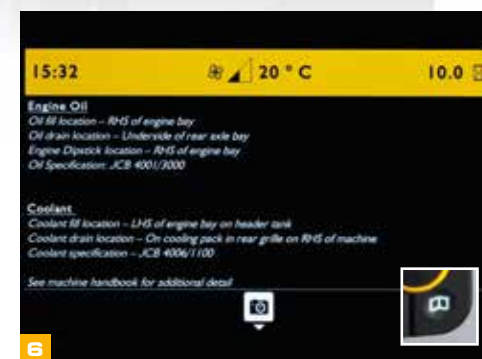 15:32 20 ° C 10.0
Engine Oil
Oil fill location – RHS of engine bay
Oil drain location – Underside of rear axle bay
Engine Dipstick location – RHS of engine bay
Oil Specification: JCB 4001/3000
Coolant
Coolant fill location – LHS of engine bay on header tank
Coolant drain location – On cooling pack in rear grille on RHS of machine
Coolant specification – JCB 4006/1100
See machine handbook for additional detail
6